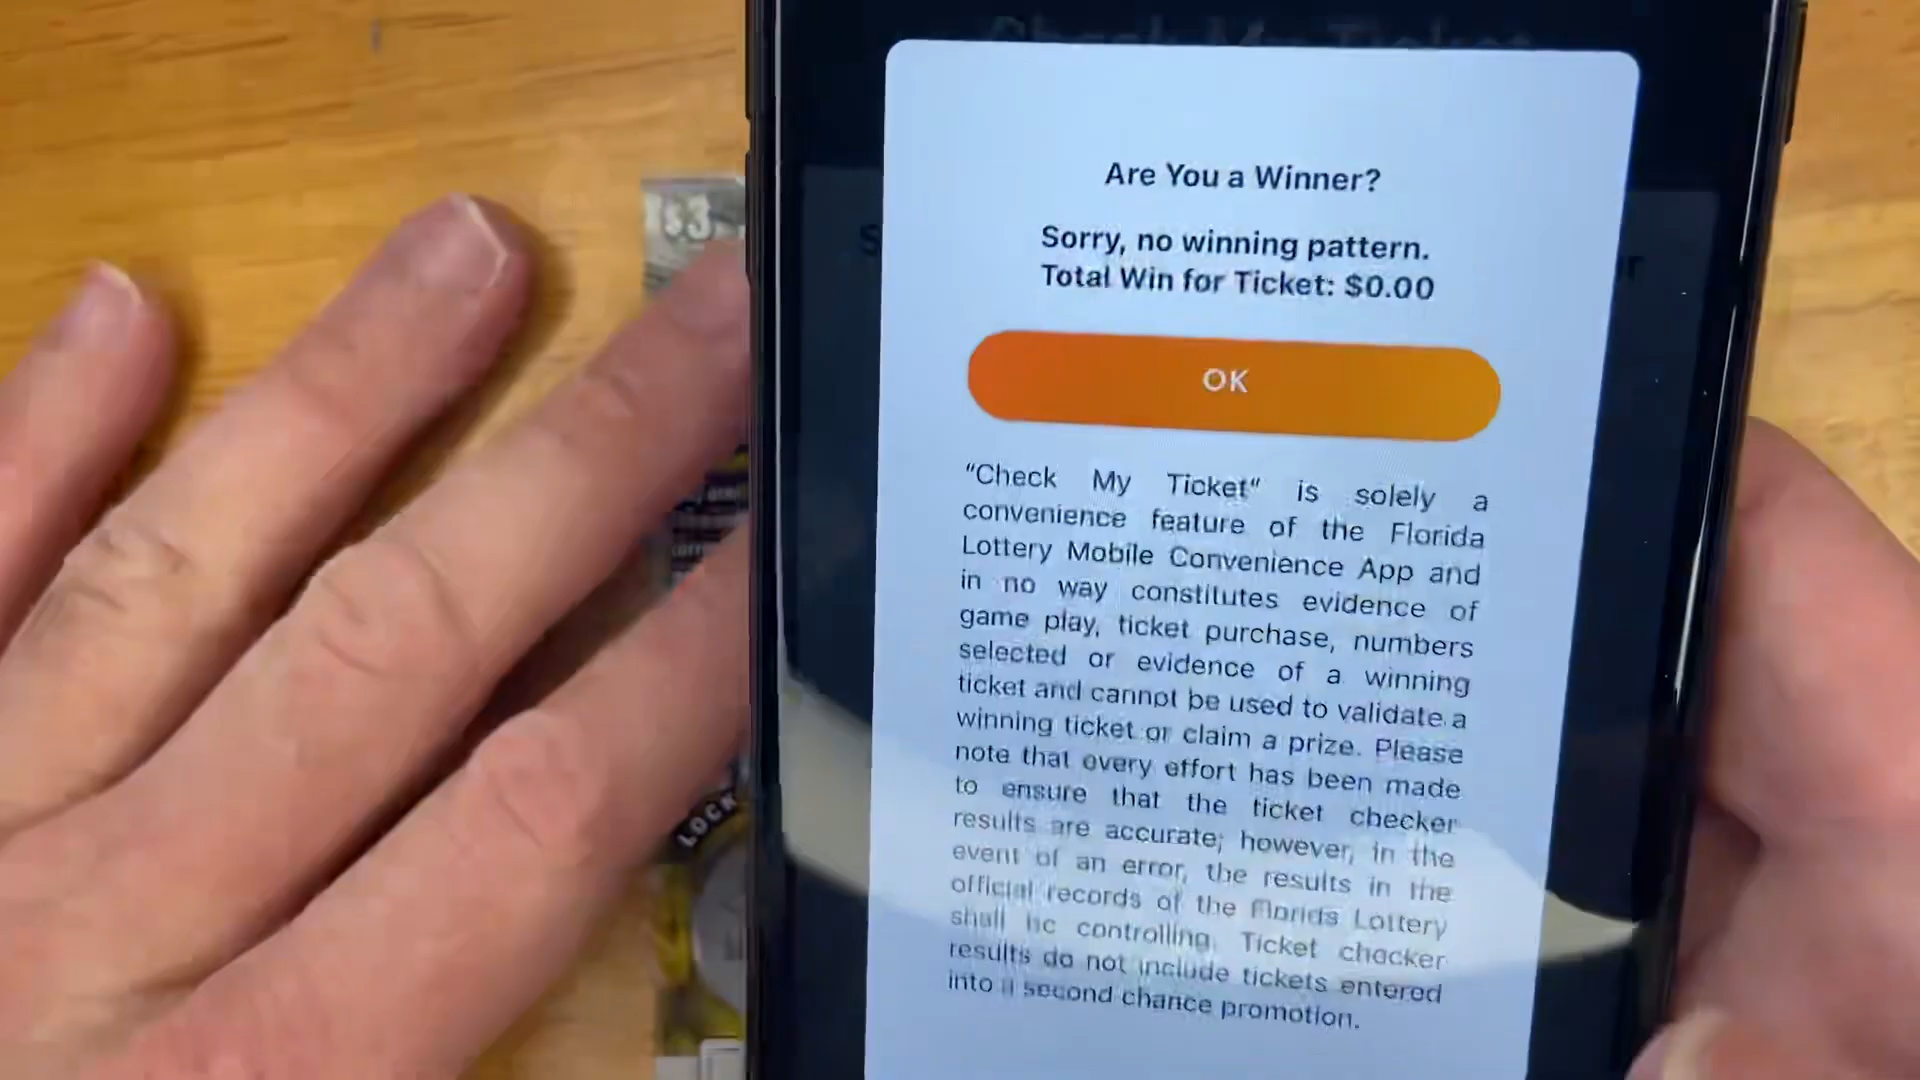 Check My Ticket
$3
Are You a Winner?
Sorry, no winning pattern.
Total Win for Ticket: $0.00
OK
"Check My Ticket" is solely a
convenience feature of the Florida
Lottery Mobile Convenience App and
in no way constitutes evidence of
game play, ticket purchase, numbers
selected or evidence of a winning
ticket and cannot be used to validate a
winning ticket or claim a prize. Please
note that every effort has been made
to ensure that the ticket checker
results are accurate; however, in the
event of an error, the results in the
official records of the Florida Lottery
shall be controlling. Ticket checker
results do not include tickets entered
into a second chance promotion.
LOCK